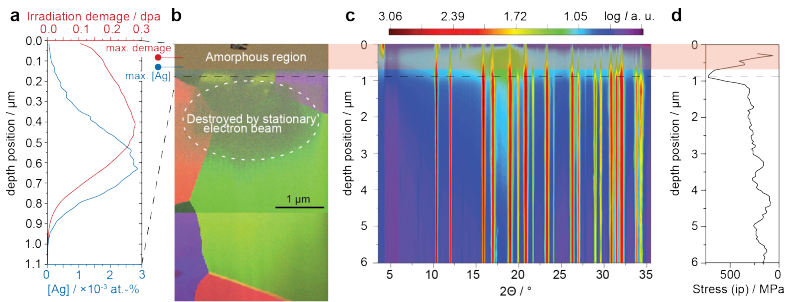 a
Irradiation demage / dpa
0.0 0.1 0.2 0.3
max. demage
max. [Ag]
depth position / µm
0.0
0.1
0.2
0.3
0.4
0.5
0.6
0.7
0.8
0.9
1.0
1.1
0 1 2 3
[Ag] / ×10⁻³ at.-%
b
Amorphous region
Destroyed by stationary
electron beam
1 µm
c
3.06 2.39 1.72 1.05 log I a. u.
depth position / µm
0
1
2
3
4
5
6
5 10 15 20 25 30 35
2Θ / °
d
depth position / µm
0
1
2
3
4
5
6
500 0
Stress (ip) / MPa